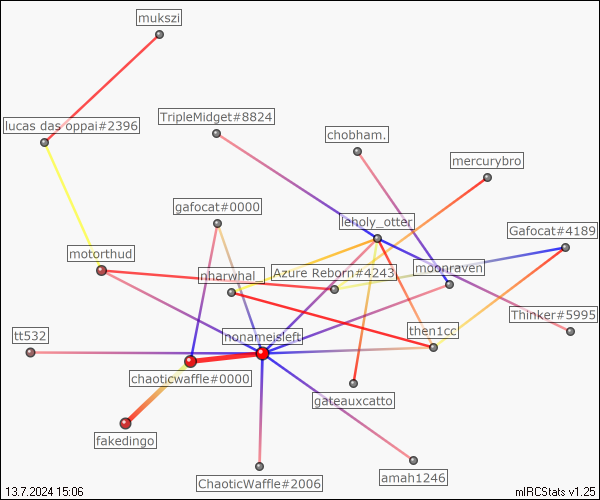 mukszi
lucas das oppai#2396
TripleMidget#8824
chobham.
mercurybro
gafocat#0000
leholy_otter
Gafocat#4189
motorthud
nharwhal_
Azure Reborn#4243
moonraven
Thinker#5995
tt532
nonameisleft
then1cc
chaoticwaffle#0000
gateauxcatto
fakedingo
ChaoticWaffle#2006
amah1246
13.7.2024 15:06
mIRCStats v1.25